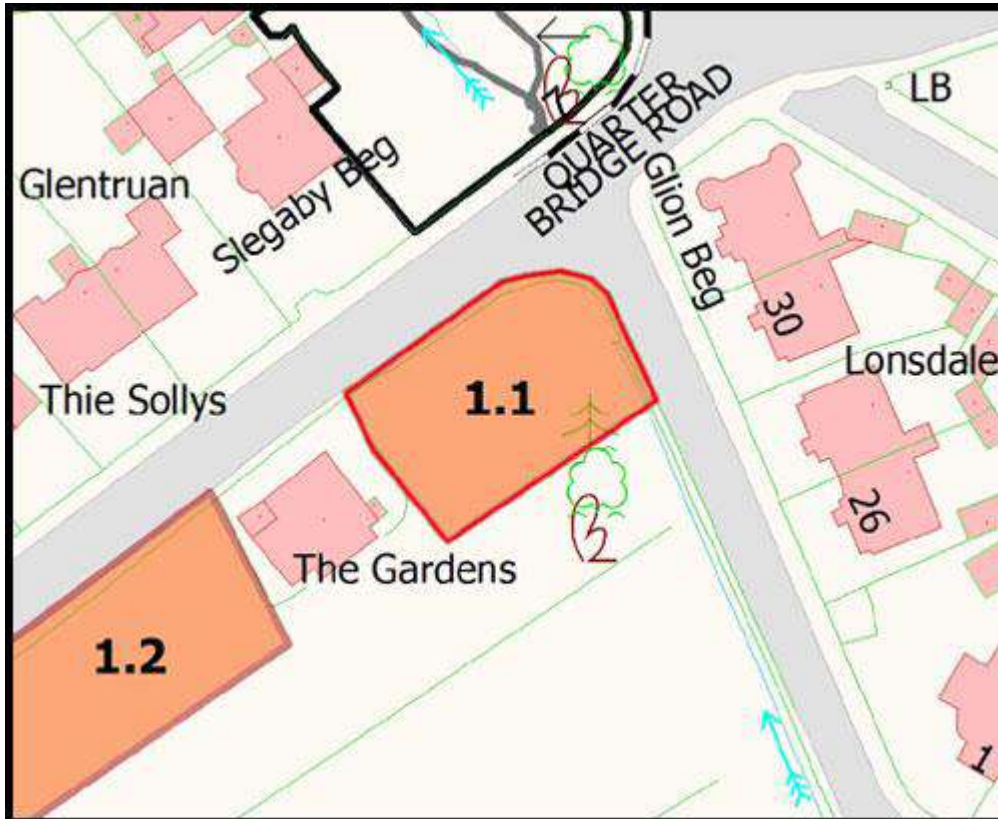 LB
Glentruan
Slegaby Beg
QUARTER
BRIDGE ROAD
Glion Beg
30
Lonsdale
Thie Sollys
1.1
26
The Gardens
1.2
1